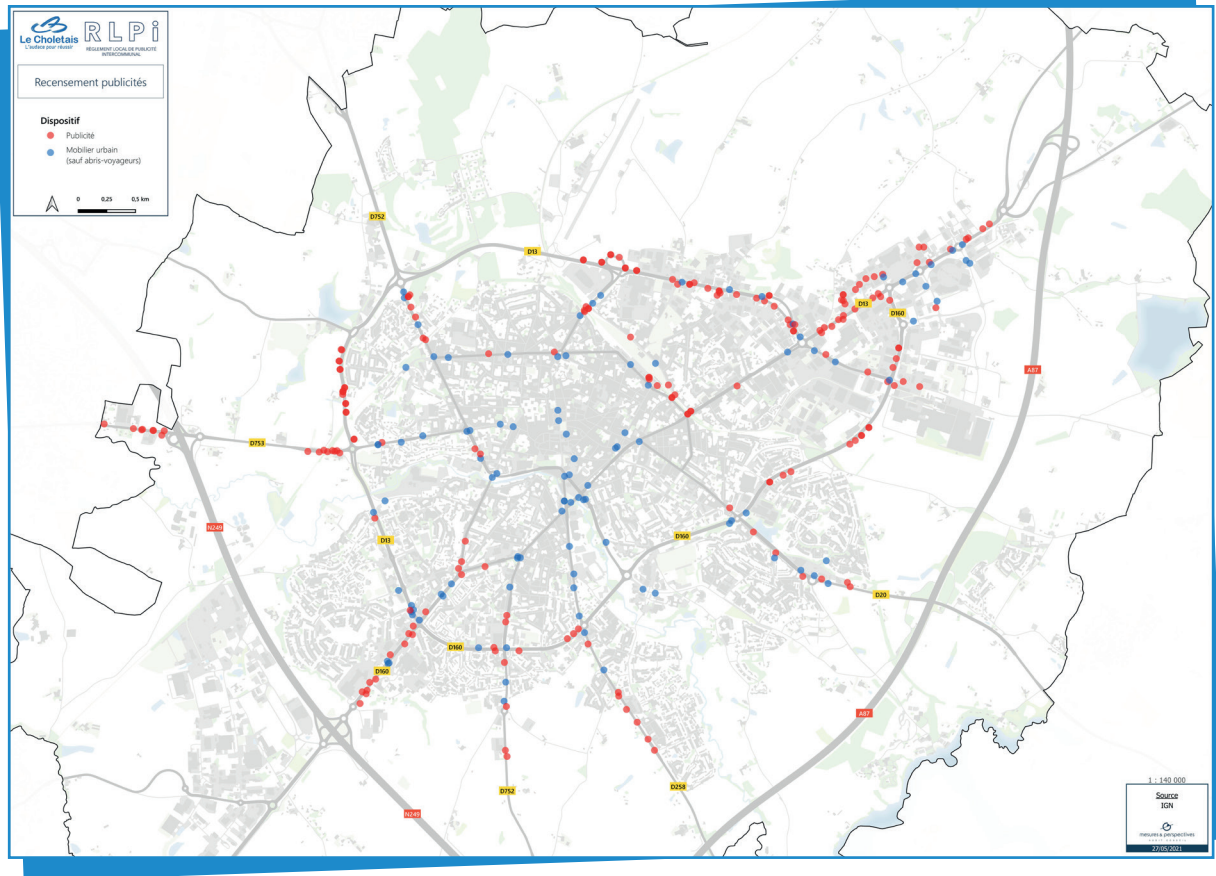 Le Choletais
L'audace pour réussir
RLPi
RÈGLEMENT LOCAL DE PUBLICITÉ
INTERCOMMUNAL
Recensement publicités
Dispositif
Publicité
Mobilier urbain
(sauf abris-voyageurs)
0 0,25 0,5 km
D752
D13
D13
D160
A87
D753
N249
D13
D160
D20
D160
D160
A87
D752
D258
N249
1 : 140 000
Source
IGN
mesures & perspectives
27/05/2021